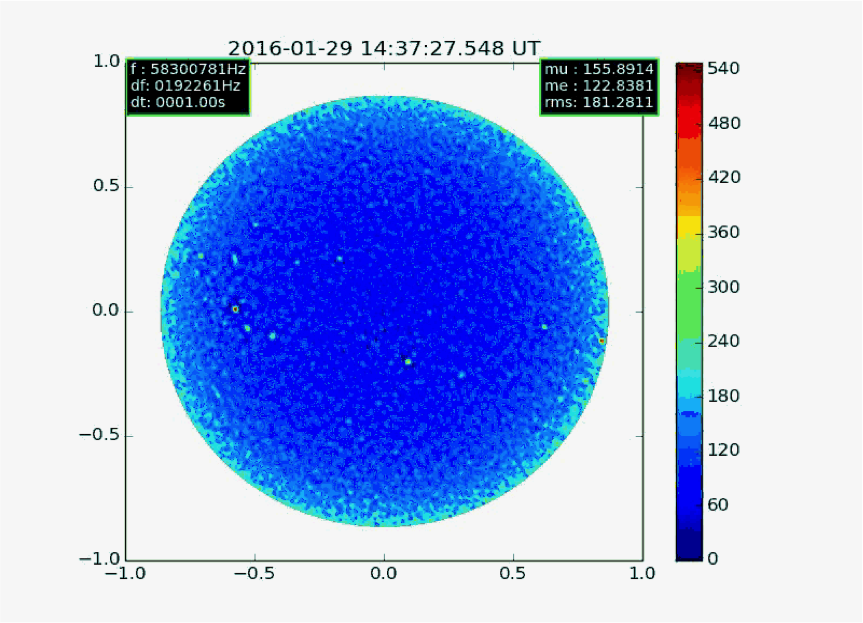 2016-01-29 14:37:27.548 UT
f : 58300781Hz
df: 0192261Hz
dt: 0001.00s
mu : 155.8914
me : 122.8381
rms: 181.2811
1.0
0.5
0.0
−0.5
−1.0
−1.0 −0.5 0.0 0.5 1.0
540
480
420
360
300
240
180
120
60
0